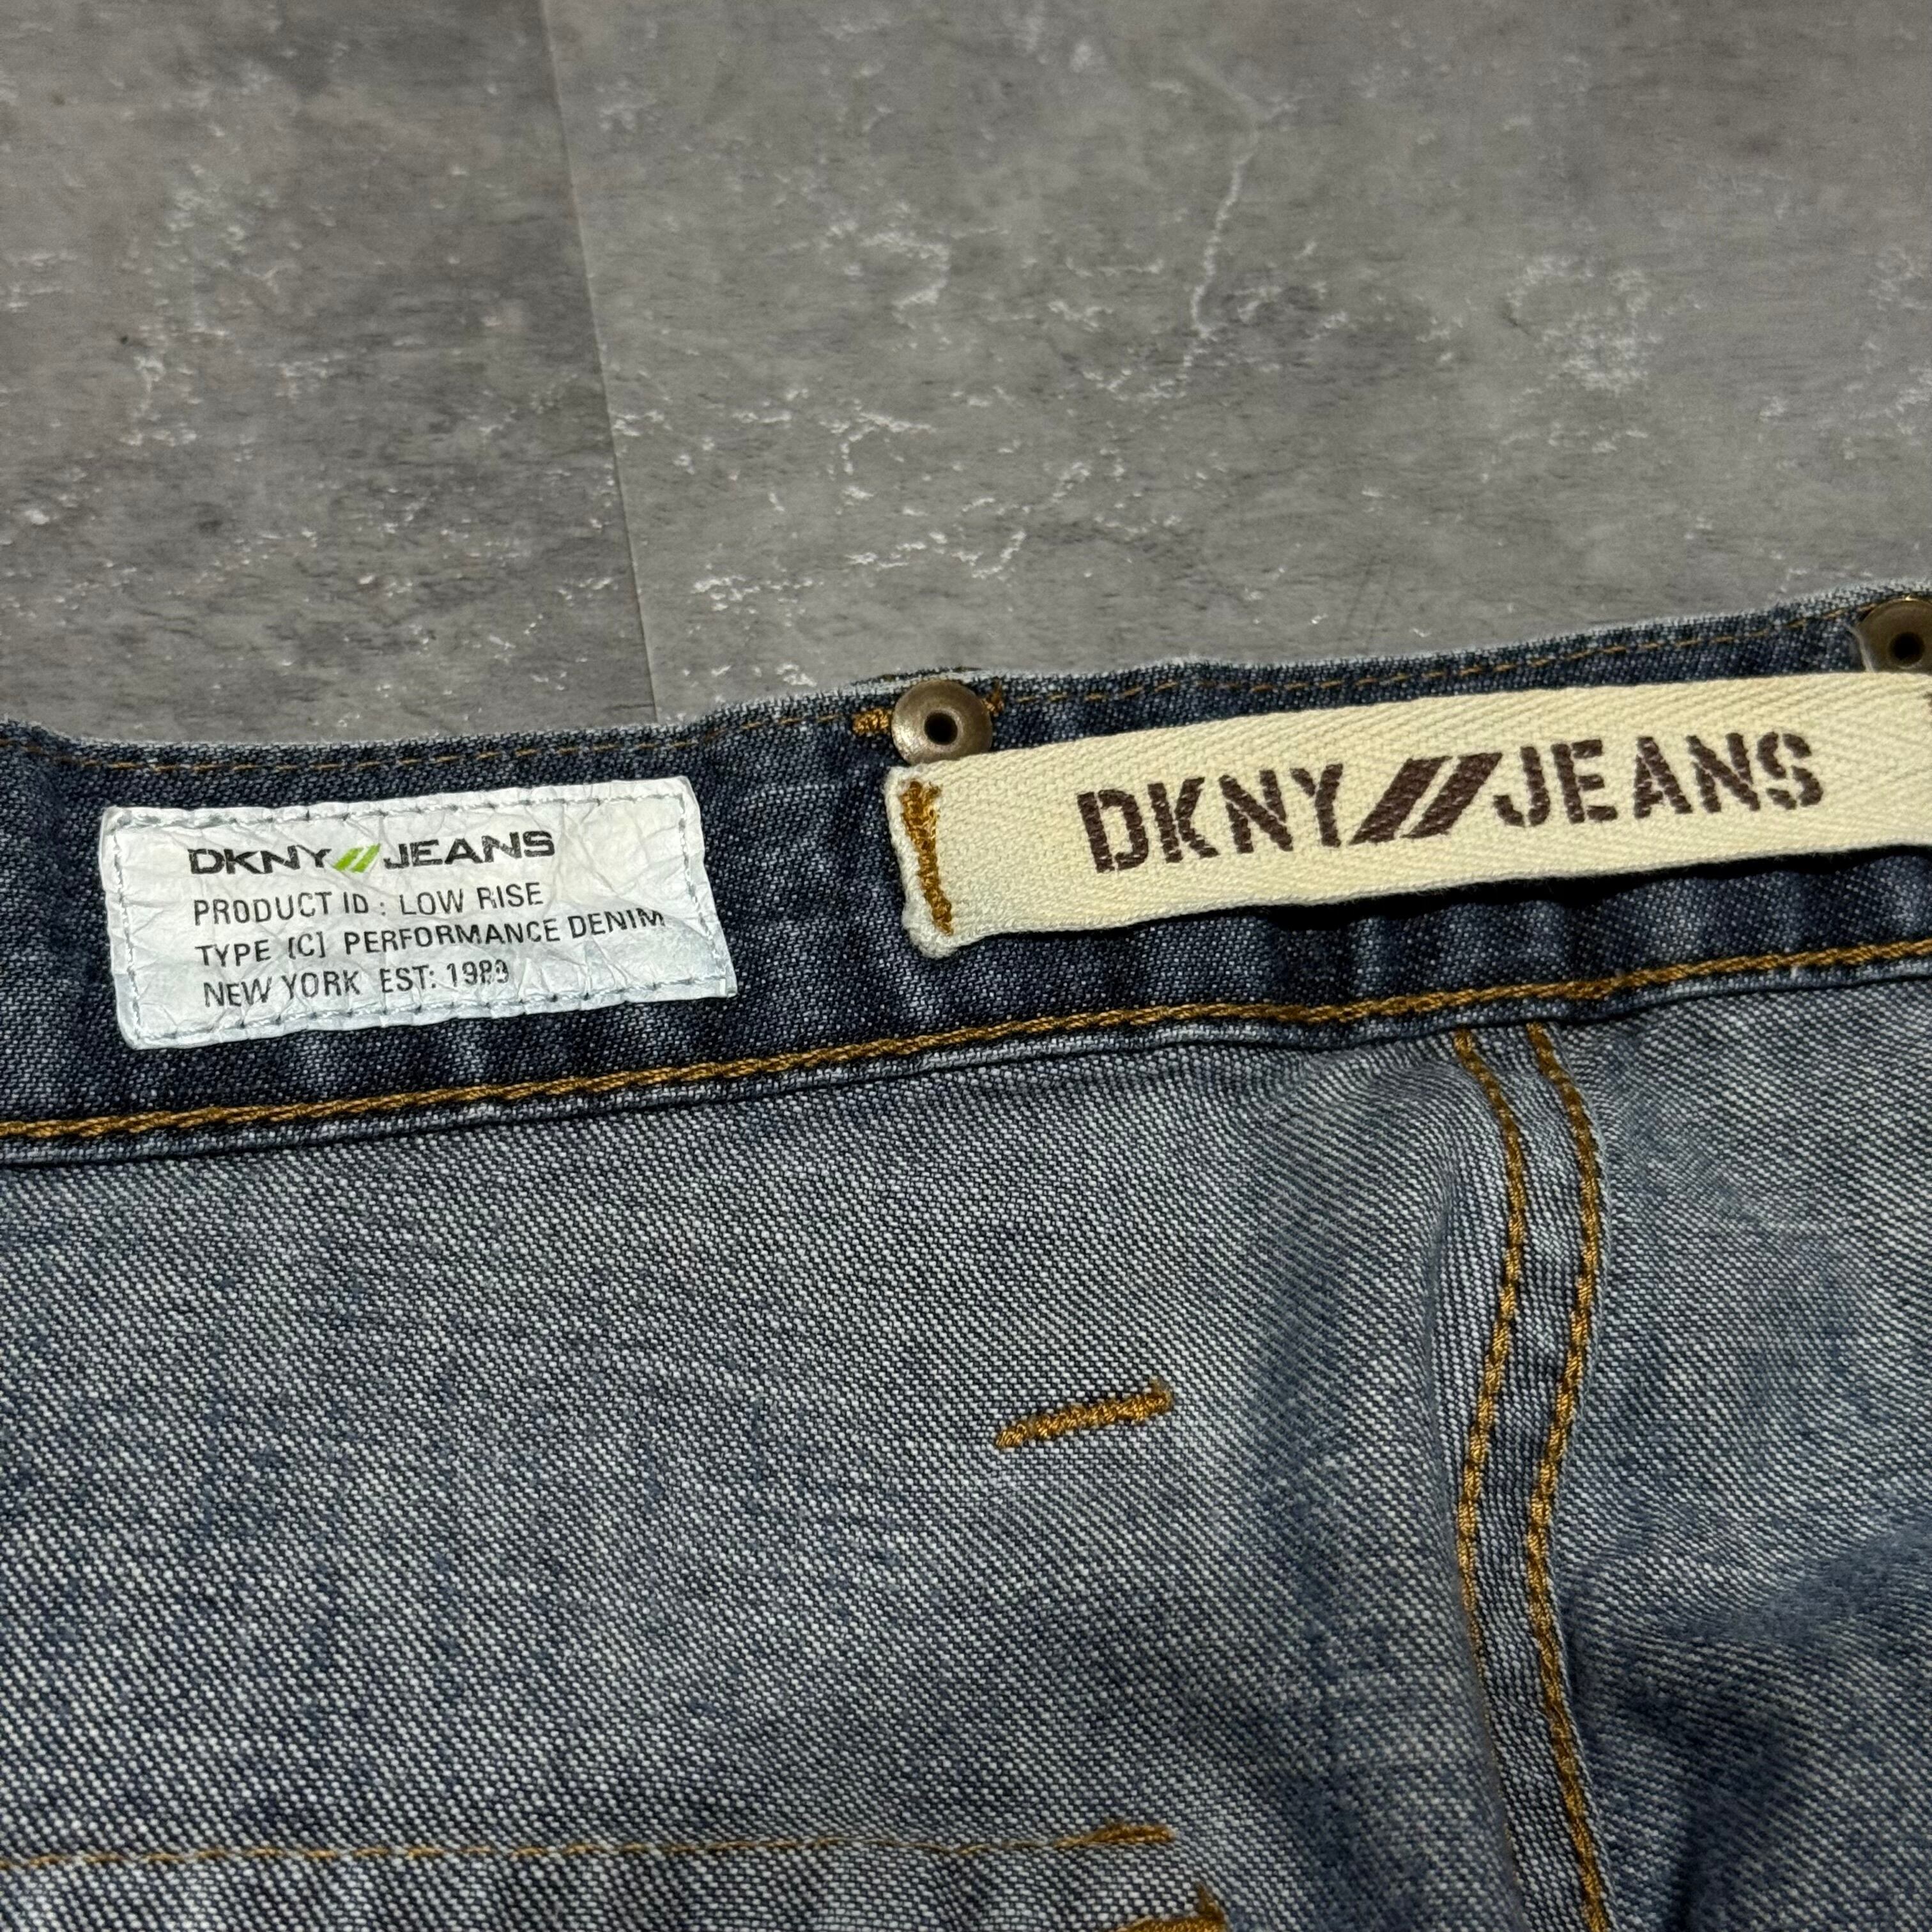 DKNY//JEANS
PRODUCT ID : LOW RISE
TYPE [C] PERFORMANCE DENIM
NEW YORK EST: 1989
DKNY//JEANS